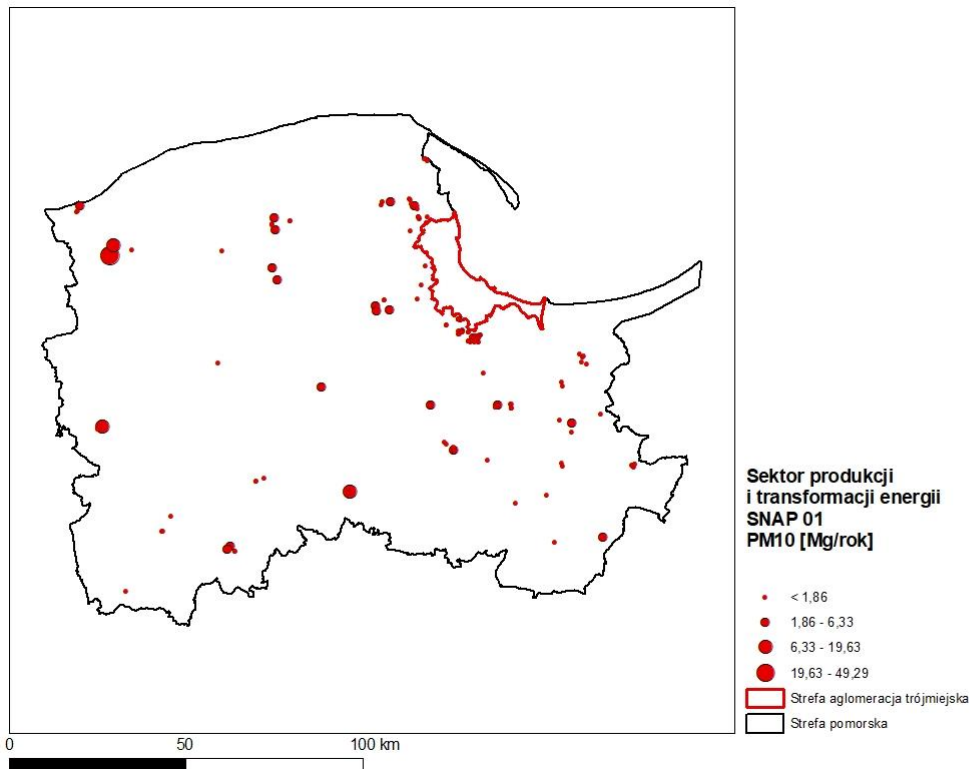 Sektor produkcji
i transformacji energii
SNAP 01
PM10 [Mg/rok]
< 1,86
1,86 - 6,33
6,33 - 19,63
19,63 - 49,29
Strefa aglomeracja trójmiejska
Strefa pomorska
0 50 100 km